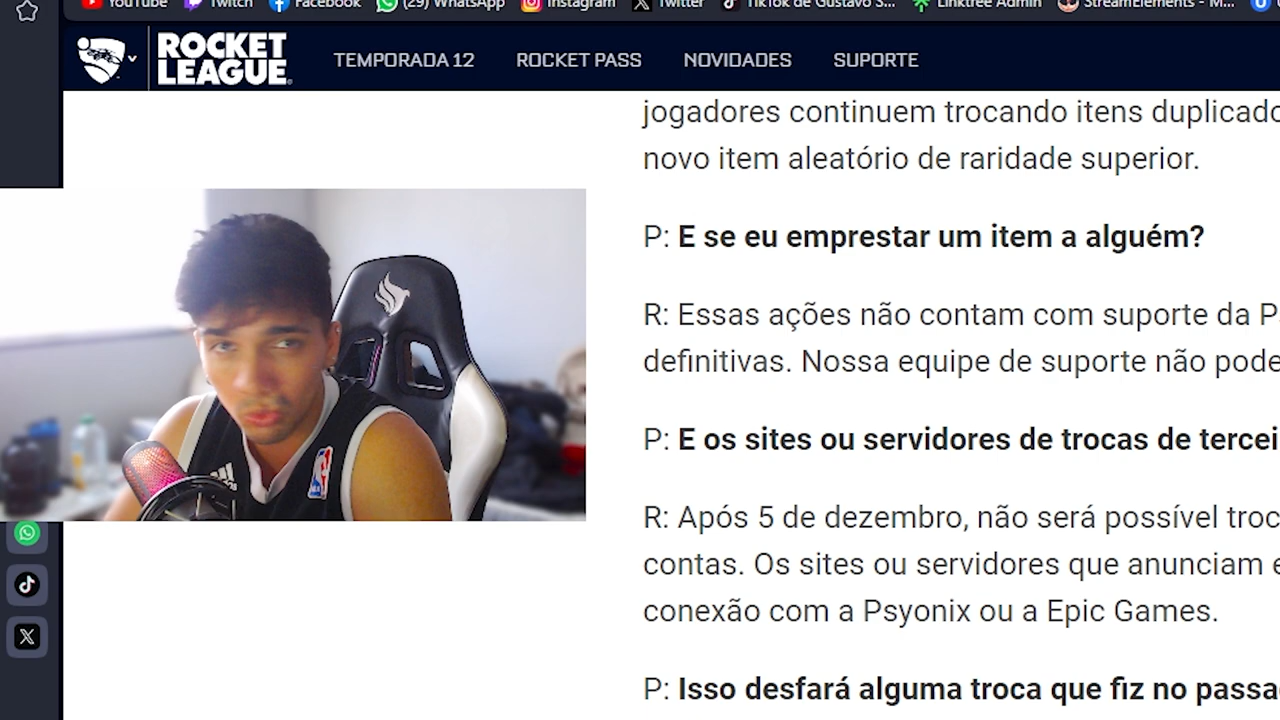 YouTube Twitch Facebook (29) WhatsApp Instagram Twitter TikTok de Gustavo S... Linktree Admin StreamElements - M...
ROCKET LEAGUE TEMPORADA 12 ROCKET PASS NOVIDADES SUPORTE
jogadores continuem trocando itens
novo item aleatório de raridade superior.
P: E se eu emprestar um item a alguém?
R: Essas ações não contam com suporte da
definitivas. Nossa equipe de suporte não pode
P: E os sites ou servidores de trocas de
R: Após 5 de dezembro, não será possível
contas. Os sites ou servidores que anunciam
conexão com a Psyonix ou a Epic Games.
P: Isso desfará alguma troca que fiz no